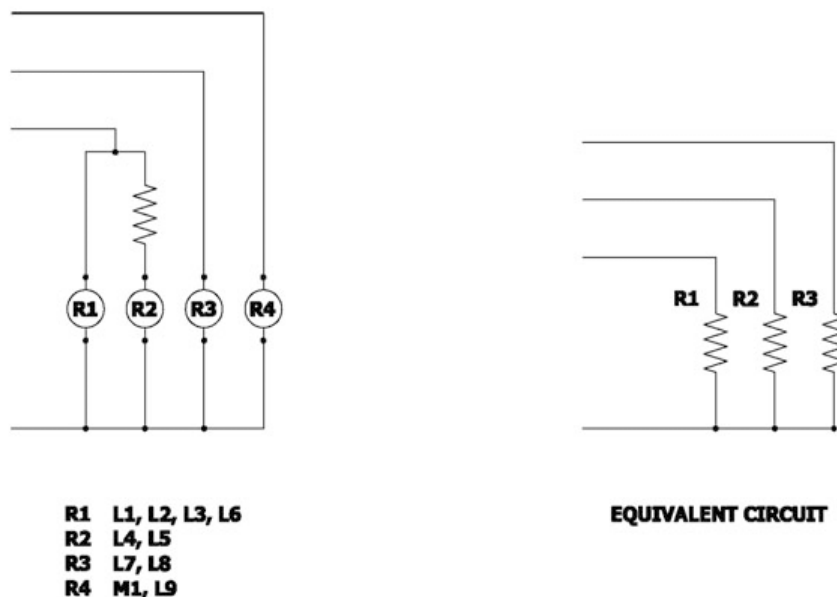 R1 R2 R3 R4
R1 R2 R3
R1 L1, L2, L3, L6
R2 L4, L5
R3 L7, L8
R4 M1, L9
EQUIVALENT CIRCUIT